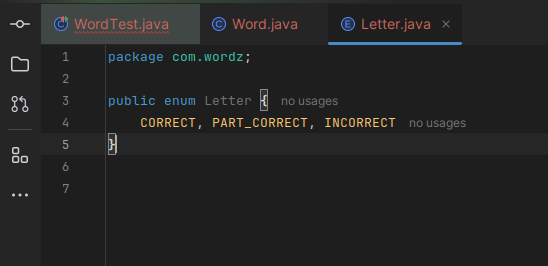 WordTest.java Word.java Letter.java
1 package com.wordz;
2
3 public enum Letter { no usages
4 CORRECT, PART_CORRECT, INCORRECT no usages
5 }
6
7